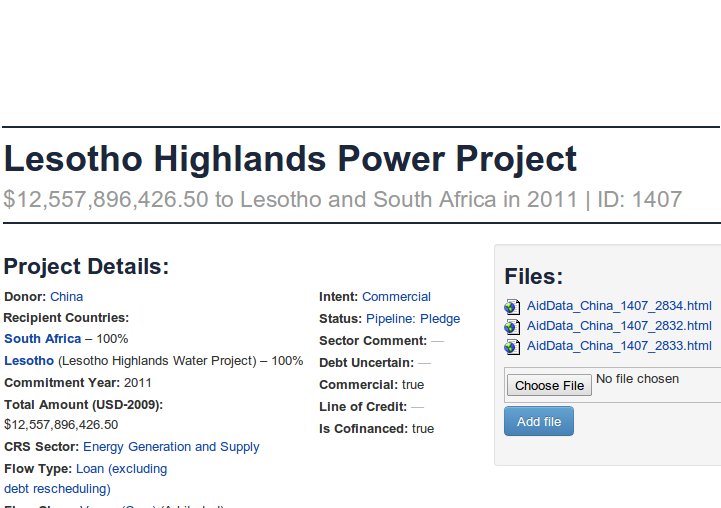 Lesotho Highlands Power Project
$12,557,896,426.50 to Lesotho and South Africa in 2011 | ID: 1407
Project Details:
Donor: China
Recipient Countries:
South Africa – 100%
Lesotho (Lesotho Highlands Water Project) – 100%
Commitment Year: 2011
Total Amount (USD-2009):
$12,557,896,426.50
CRS Sector: Energy Generation and Supply
Flow Type: Loan (excluding
debt rescheduling)
Intent: Commercial
Status: Pipeline: Pledge
Sector Comment: —
Debt Uncertain: —
Commercial: true
Line of Credit: —
Is Cofinanced: true
Files:
AidData_China_1407_2834.html
AidData_China_1407_2832.html
AidData_China_1407_2833.html
Choose File No file chosen
Add file